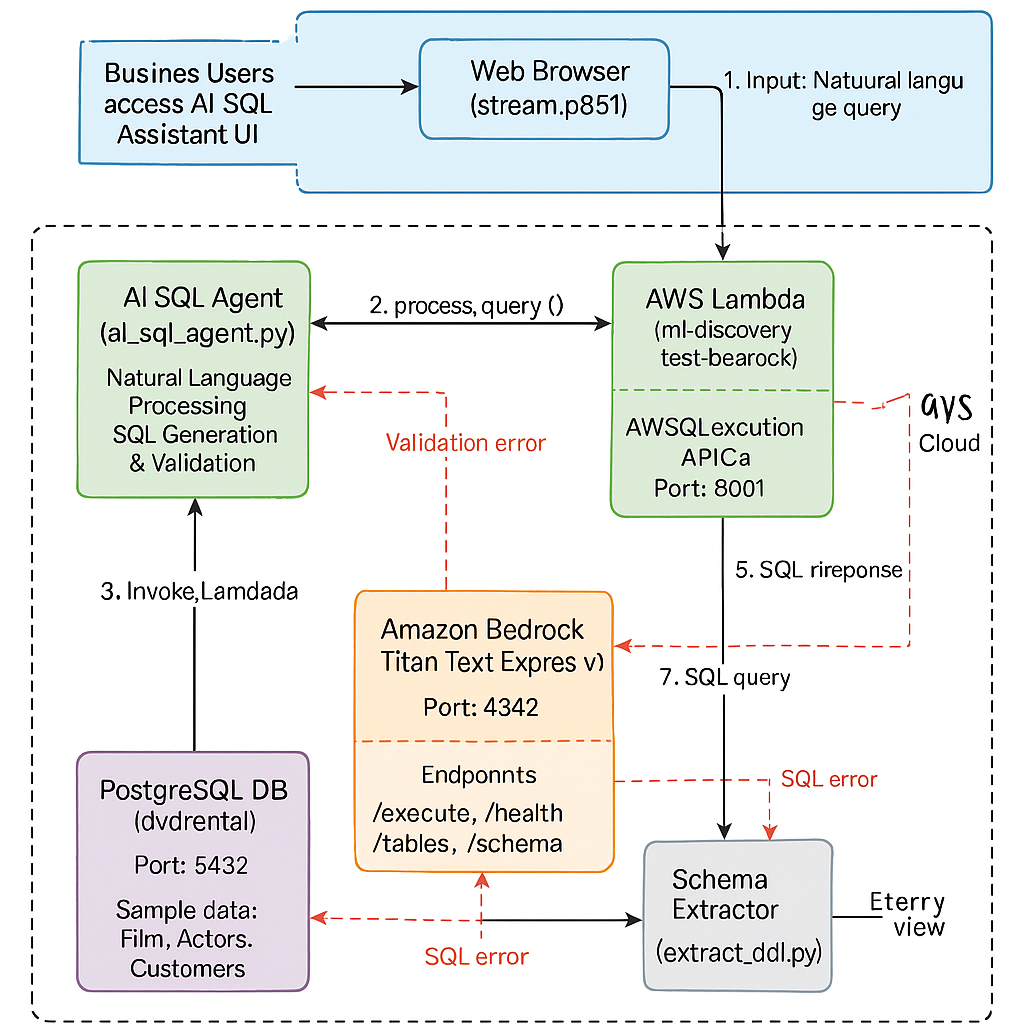 Busines Users
access AI SQL
Assistant UI
Web Browser
(stream.p851)
1. Input: Natuural langu
ge query
AI SQL Agent
(al_sql_agent.py)
Natural Language
Processing
SQL Generation
& Validation
2. process, query ()
AWS Lambda
(ml-discovery
test-bearock)
AWSQLexcution
APICa
Port: 8001
ays
Cloud
Validation error
3. Invoke,Lamdada
5. SQL rireponse
Amazon Bedrock
Titan Text Expres v)
Port: 4342
Endponnts
/execute, /health
/tables, /schema
7. SQL query
SQL error
PostgreSQL DB
(dvdrental)
Port: 5432
Sample data:
Film, Actors.
Customers
SQL error
Schema
Extractor
(extract_ddl.py)
Eterry
view